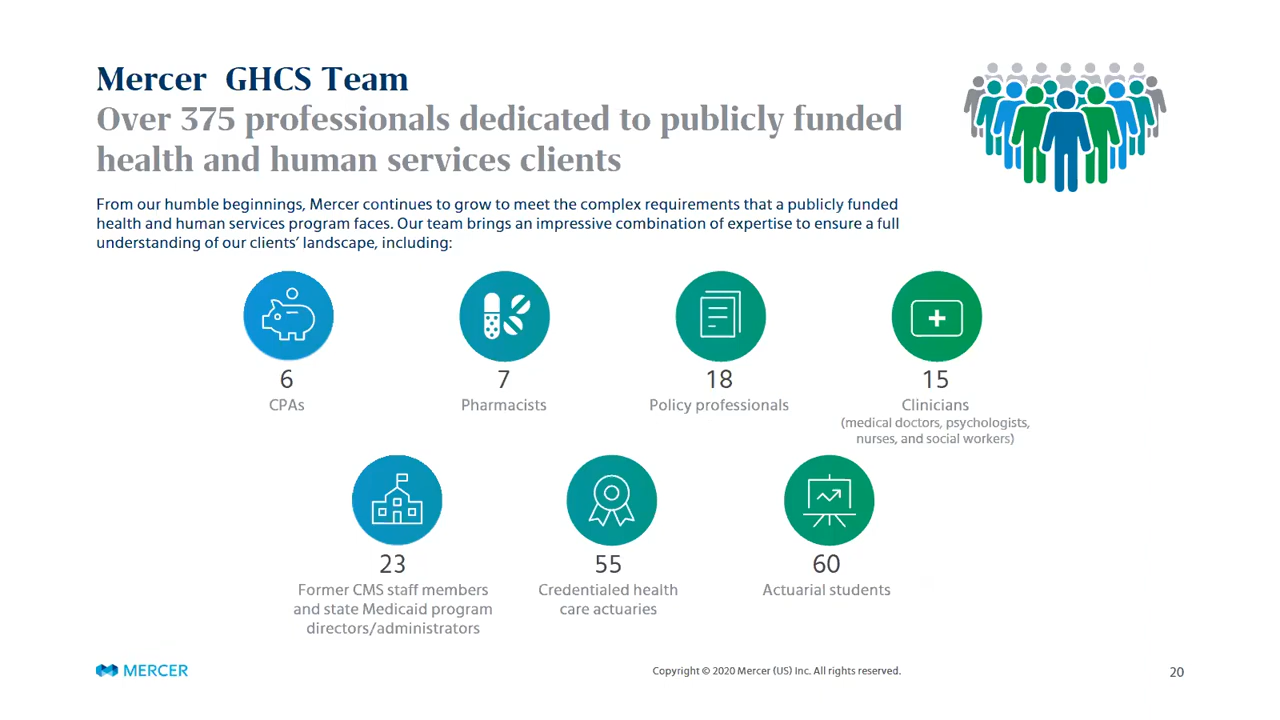 Mercer GHCS Team
Over 375 professionals dedicated to publicly funded
health and human services clients
From our humble beginnings, Mercer continues to grow to meet the complex requirements that a publicly funded
health and human services program faces. Our team brings an impressive combination of expertise to ensure a full
understanding of our clients’ landscape, including:
6
CPAs
7
Pharmacists
18
Policy professionals
15
Clinicians
(medical doctors, psychologists,
nurses, and social workers)
23
Former CMS staff members
and state Medicaid program
directors/administrators
55
Credentialed health
care actuaries
60
Actuarial students
MERCER
Copyright © 2020 Mercer (US) Inc. All rights reserved.
20